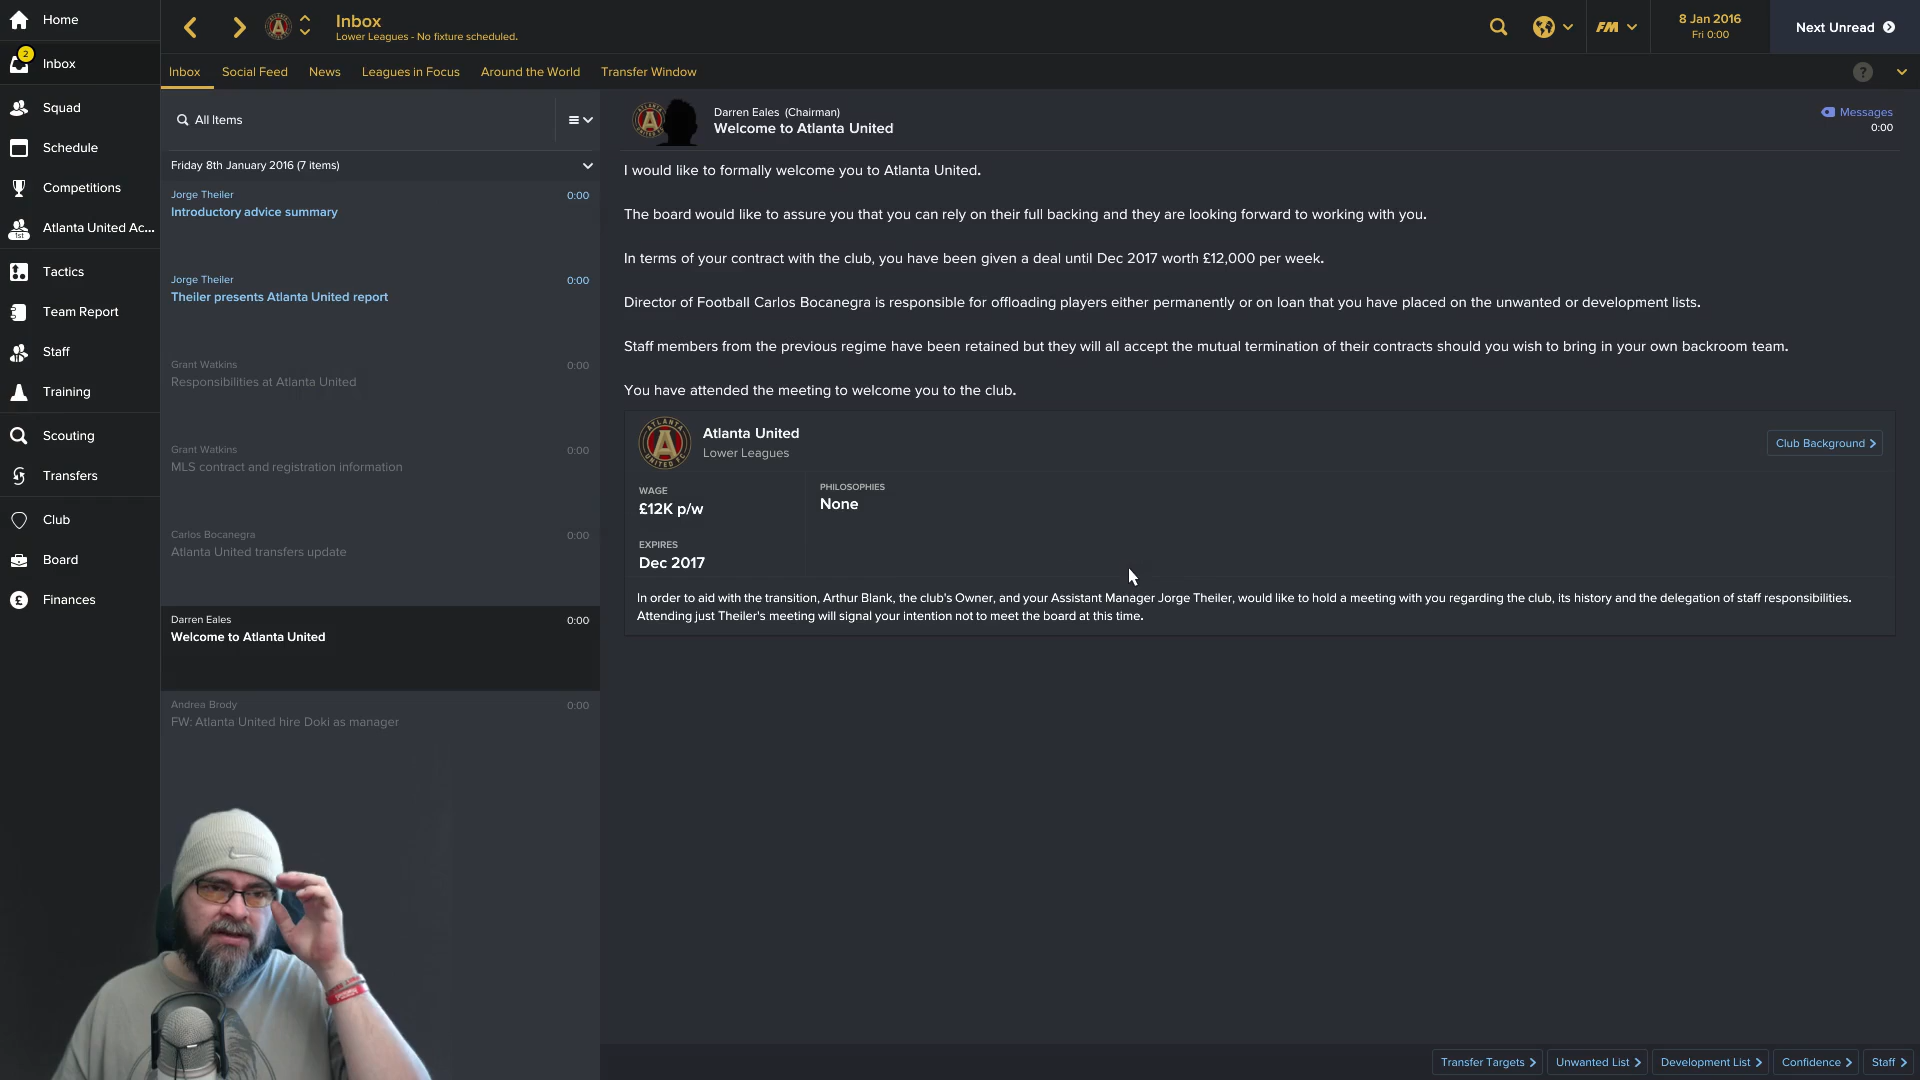 Home
2
Inbox
Squad
Schedule
Competitions
1st
Atlanta United Ac...
Tactics
Team Report
Staff
Training
Scouting
Transfers
Club
Board
£
Finances
Inbox
Lower Leagues - No fixture scheduled.
FM
8 Jan 2016
Fri 0:00
Next Unread
Inbox
Social Feed
News
Leagues in Focus
Around the World
Transfer Window
?
All Items
Friday 8th January 2016 (7 items)
Jorge Theiler
0:00
Introductory advice summary
Jorge Theiler
0:00
Theiler presents Atlanta United report
Grant Watkins
0:00
Responsibilities at Atlanta United
Grant Watkins
0:00
MLS contract and registration information
Carlos Bocanegra
0:00
Atlanta United transfers update
Darren Eales
0:00
Welcome to Atlanta United
Andrea Brody
0:00
FW: Atlanta United hire Doki as manager
Darren Eales (Chairman)
Welcome to Atlanta United
Messages
0:00
I would like to formally welcome you to Atlanta United.
The board would like to assure you that you can rely on their full backing and they are looking forward to working with you.
In terms of your contract with the club, you have been given a deal until Dec 2017 worth £12,000 per week.
Director of Football Carlos Bocanegra is responsible for offloading players either permanently or on loan that you have placed on the unwanted or development lists.
Staff members from the previous regime have been retained but they will all accept the mutual termination of their contracts should you wish to bring in your own backroom team.
You have attended the meeting to welcome you to the club.
ATLANTA
A
UNITED FC
Atlanta United
Lower Leagues
Club Background
WAGE
£12K p/w
PHILOSOPHIES
None
EXPIRES
Dec 2017
In order to aid with the transition, Arthur Blank, the club's Owner, and your Assistant Manager Jorge Theiler, would like to hold a meeting with you regarding the club, its history and the delegation of staff responsibilities.
Attending just Theiler's meeting will signal your intention not to meet the board at this time.
Transfer Targets
Unwanted List
Development List
Confidence
Staff